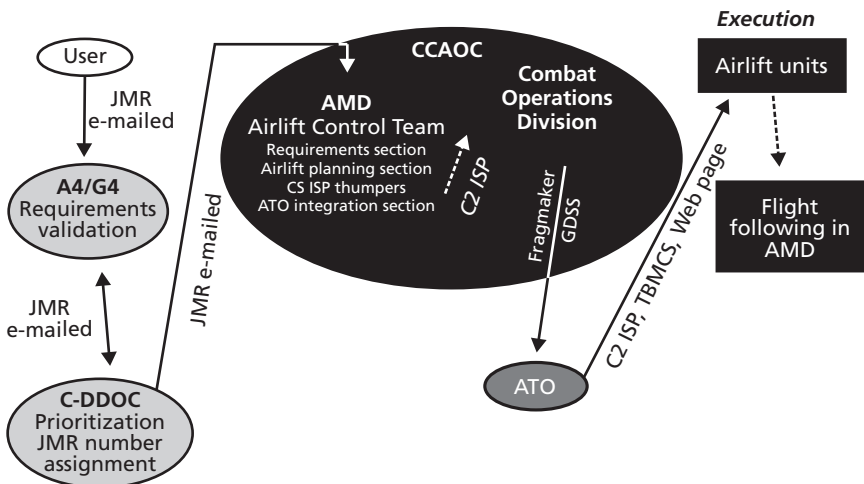 User
JMR
e-mailed
A4/G4
Requirements
validation
JMR
e-mailed
C-DDOC
Prioritization
JMR number
assignment
JMR e-mailed
CCAOC
AMD
Airlift Control Team
Requirements section
Airlift planning section
CS ISP thumpers
ATO integration section
C2 ISP
Combat
Operations
Division
Fragmaker
GDSS
ATO
C2 ISP, TBMCS, Web page
Execution
Airlift units
Flight
following in
AMD